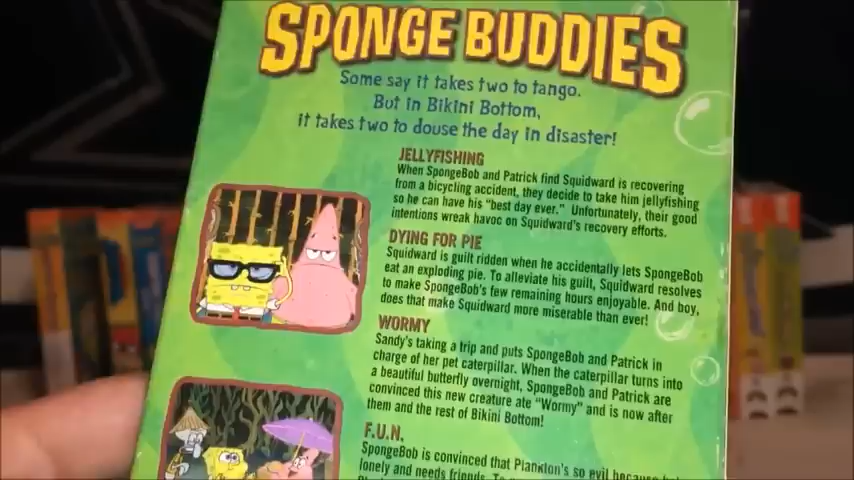 SPONGE BUDDIES
Some say it takes two to tango.
But in Bikini Bottom,
it takes two to douse the day in disaster!
JELLYFISHING
When SpongeBob and Patrick find Squidward is recovering
from a bicycling accident, they decide to take him jellyfishing
so he can have his "best day ever." Unfortunately, their good
intentions wreak havoc on Squidward's recovery efforts.
DYING FOR PIE
Squidward is guilt ridden when he accidentally lets SpongeBob
eat an exploding pie. To alleviate his guilt, Squidward resolves
to make SpongeBob's few remaining hours enjoyable. And boy,
does that make Squidward more miserable than ever!
WORMY
Sandy's taking a trip and puts SpongeBob and Patrick in
charge of her pet caterpillar. When the caterpillar turns into
a beautiful butterfly overnight, SpongeBob and Patrick are
convinced this new creature ate "Wormy" and is now after
them and the rest of Bikini Bottom!
F.U.N.
SpongeBob is convinced that Plankton's so evil because
lonely and needs friends. To